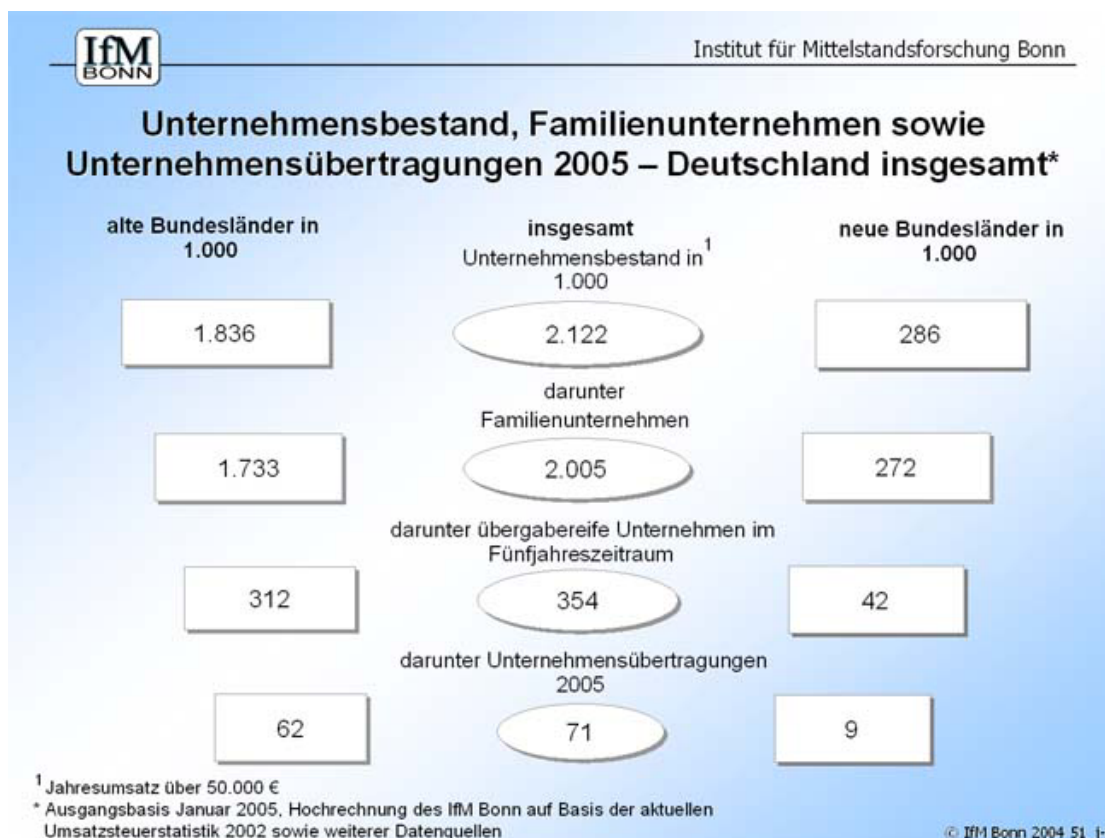 IfM
BONN
Institut für Mittelstandsforschung Bonn
Unternehmensbestand, Familienunternehmen sowie
Unternehmensübertragungen 2005 – Deutschland insgesamt*
alte Bundesländer in
1.000
insgesamt
Unternehmensbestand in¹
1.000
neue Bundesländer in
1.000
1.836
2.122
286
darunter
Familienunternehmen
1.733
2.005
272
darunter übergabereife Unternehmen im
Fünfjahreszeitraum
312
354
42
darunter Unternehmensübertragungen
2005
62
71
9
¹ Jahresumsatz über 50.000 €
* Ausgangsbasis Januar 2005, Hochrechnung des IfM Bonn auf Basis der aktuellen
Umsatzsteuerstatistik 2002 sowie weiterer Datenquellen
© IfM Bonn 2004 51